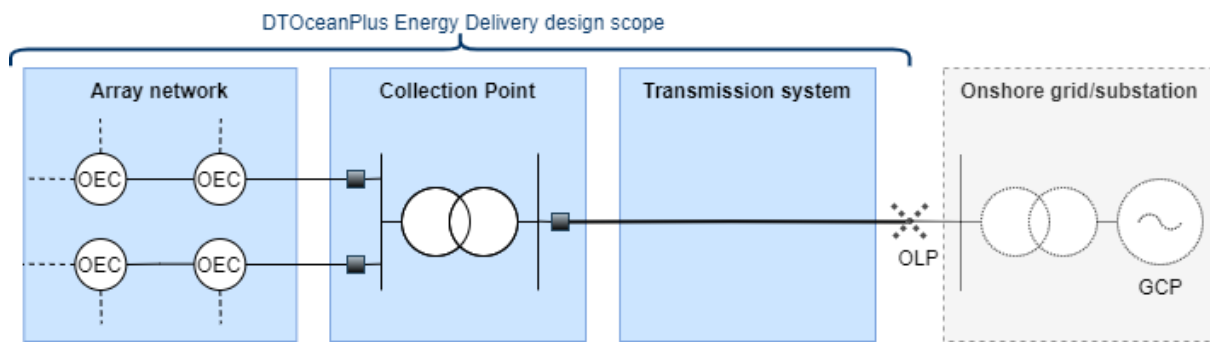 DTOceanPlus Energy Delivery design scope
Array network
Collection Point
Transmission system
Onshore grid/substation
OEC
OEC
OEC
OEC
OLP
GCP